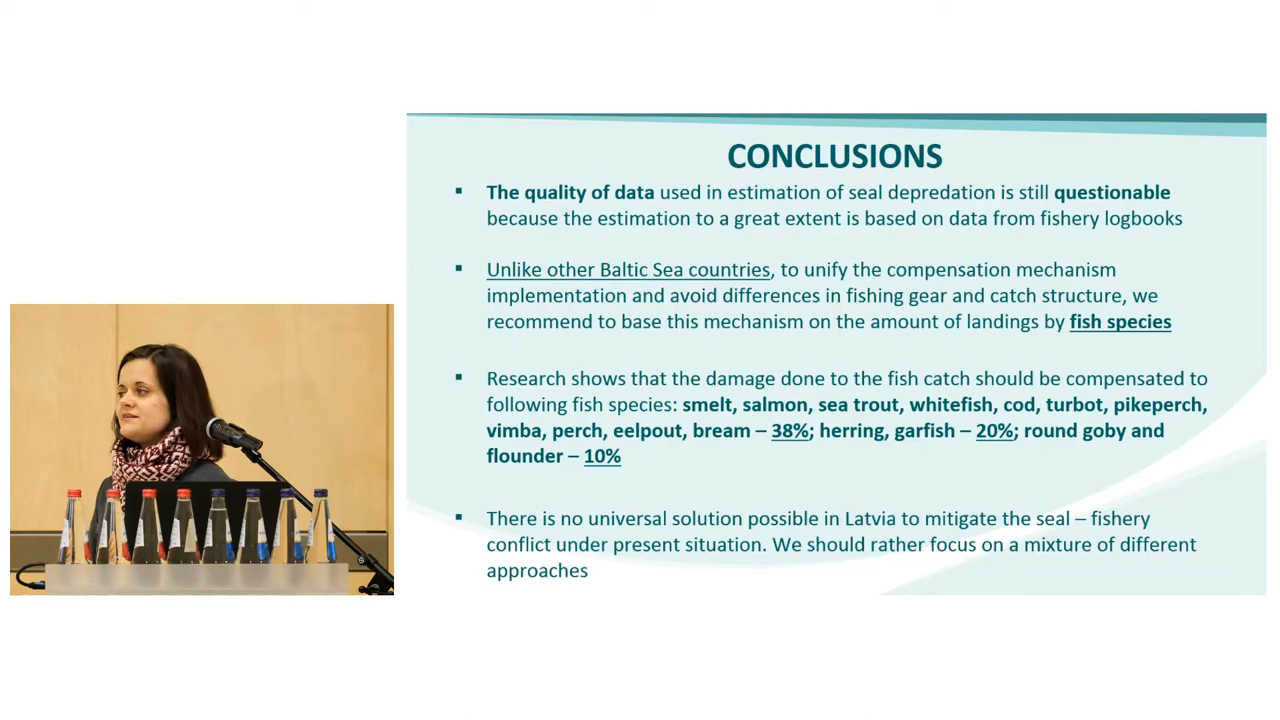 CONCLUSIONS
▪ The quality of data used in estimation of seal depredation is still questionable
because the estimation to a great extent is based on data from fishery logbooks
▪ Unlike other Baltic Sea countries, to unify the compensation mechanism
implementation and avoid differences in fishing gear and catch structure, we
recommend to base this mechanism on the amount of landings by fish species
▪ Research shows that the damage done to the fish catch should be compensated to
following fish species: smelt, salmon, sea trout, whitefish, cod, turbot, pikeperch,
vimba, perch, eelpout, bream – 38%; herring, garfish – 20%; round goby and
flounder – 10%
▪ There is no universal solution possible in Latvia to mitigate the seal – fishery
conflict under present situation. We should rather focus on a mixture of different
approaches